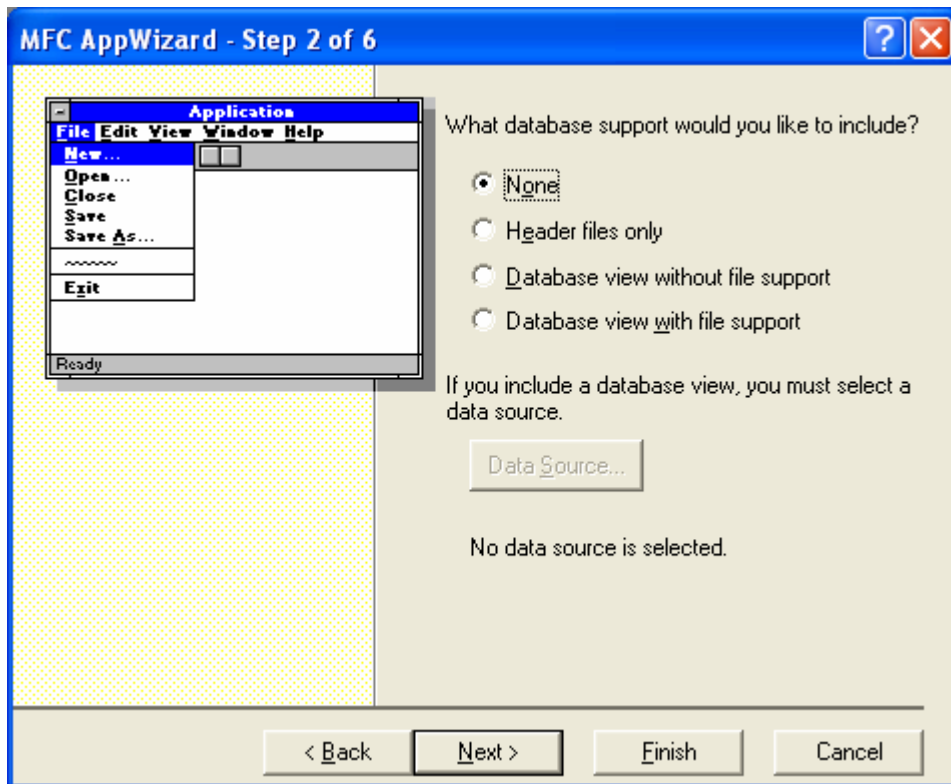 MFC AppWizard - Step 2 of 6
Application
File Edit View Window Help
New...
Open...
Close
Save
Save As...
Exit
Ready
What database support would you like to include?
None
Header files only
Database view without file support
Database view with file support
If you include a database view, you must select a
data source.
Data Source...
No data source is selected.
< Back
Next >
Finish
Cancel